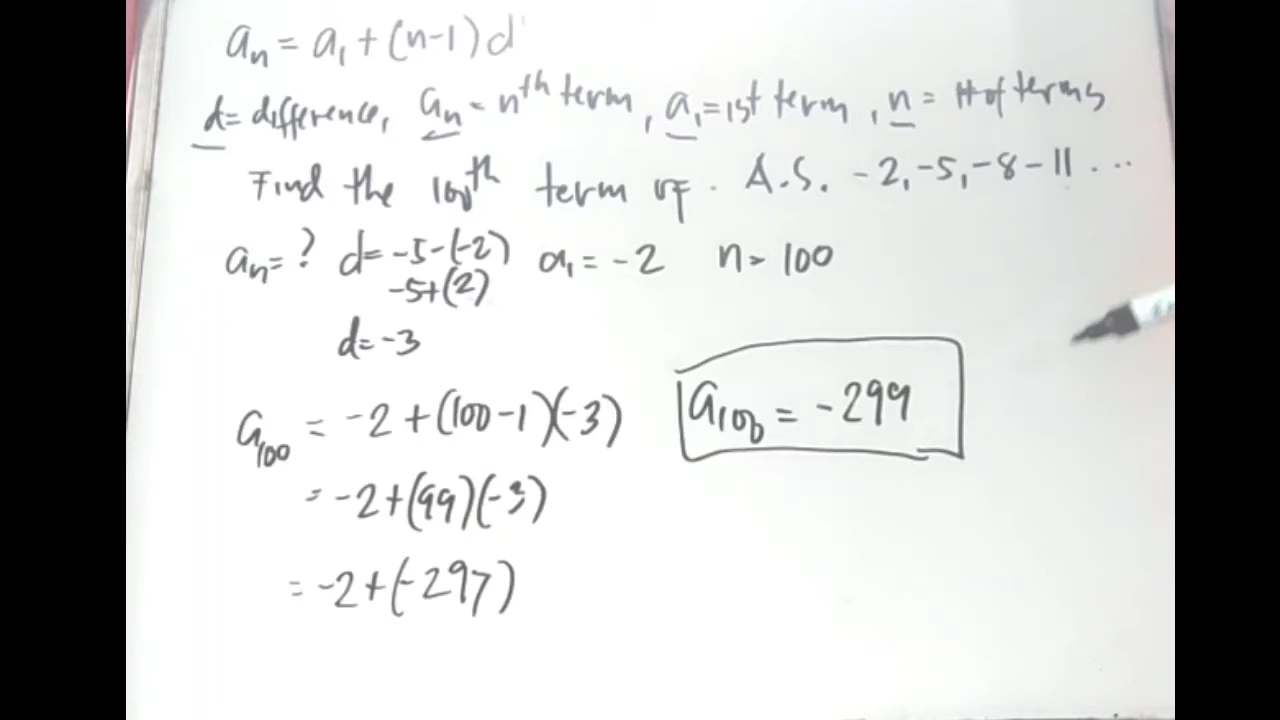 aₙ = a₁ + (n-1) d
d = difference, aₙ = nᵗʰ term, a₁ = 1st term, n = # of terms
Find the 100ᵗʰ term of A.S. -2, -5, -8 -11 ...
aₙ = ? d = -5-(-2) a₁ = -2 n = 100
-5+(2)
d = -3
a₁₀₀ = -2 + (100-1)(-3) a₁₀₀ = -299
= -2+(99)(-3)
= -2+(-297)